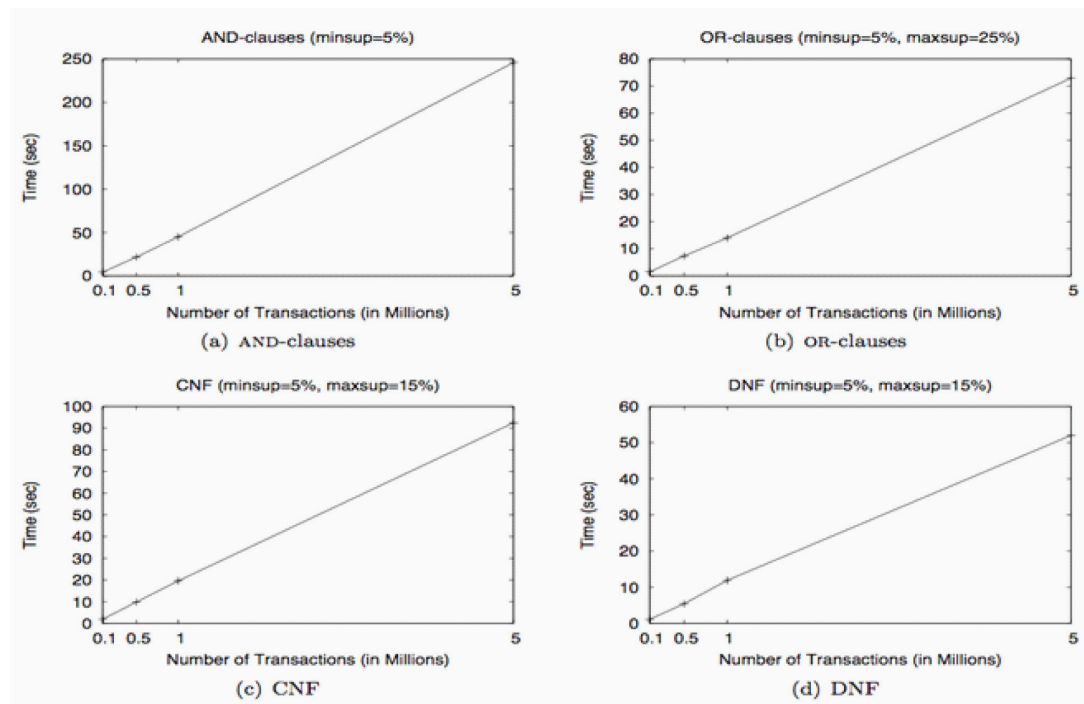 AND-clauses (minsup=5%)
250
200
150
100
50
0
Time (sec)
0.1 0.5 1 5
Number of Transactions (in Millions)
(a) AND-clauses
OR-clauses (minsup=5%, maxsup=25%)
80
70
60
50
40
30
20
10
0
Time (sec)
0.1 0.5 1 5
Number of Transactions (in Millions)
(b) OR-clauses
CNF (minsup=5%, maxsup=15%)
100
90
80
70
60
50
40
30
20
10
0
Time (sec)
0.1 0.5 1 5
Number of Transactions (in Millions)
(c) CNF
DNF (minsup=5%, maxsup=15%)
60
50
40
30
20
10
0
Time (sec)
0.1 0.5 1 5
Number of Transactions (in Millions)
(d) DNF